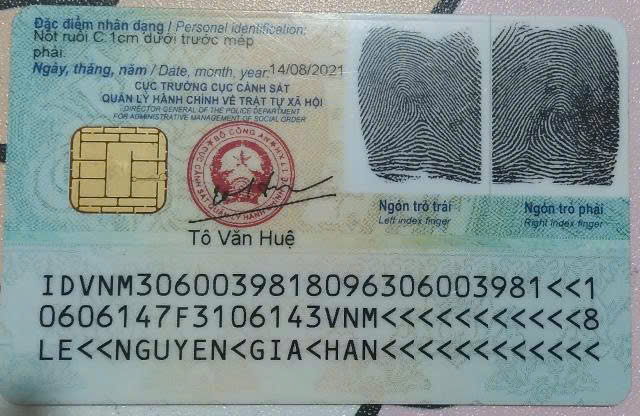 Đặc điểm nhân dạng / Personal identification:
Nốt ruồi C.1cm dưới trước mép
phải.
Ngày, tháng, năm / Date, month, year: 14/08/2021
CỤC TRƯỞNG CỤC CẢNH SÁT
QUẢN LÝ HÀNH CHÍNH VỀ TRẬT TỰ XÃ HỘI
DIRECTOR GENERAL OF THE POLICE DEPARTMENT
FOR ADMINISTRATIVE MANAGEMENT OF SOCIAL ORDER
BỘ CÔNG AN
Tô Văn Huệ
Ngón trỏ trái
Left index finger
Ngón trỏ phải
Right index finger
IDVNM3060039818096306003981<<1
0606147F3106143VNM<<<<<<<<<<<8
LE<<NGUYEN<GIA<HAN<<<<<<<<<<<<